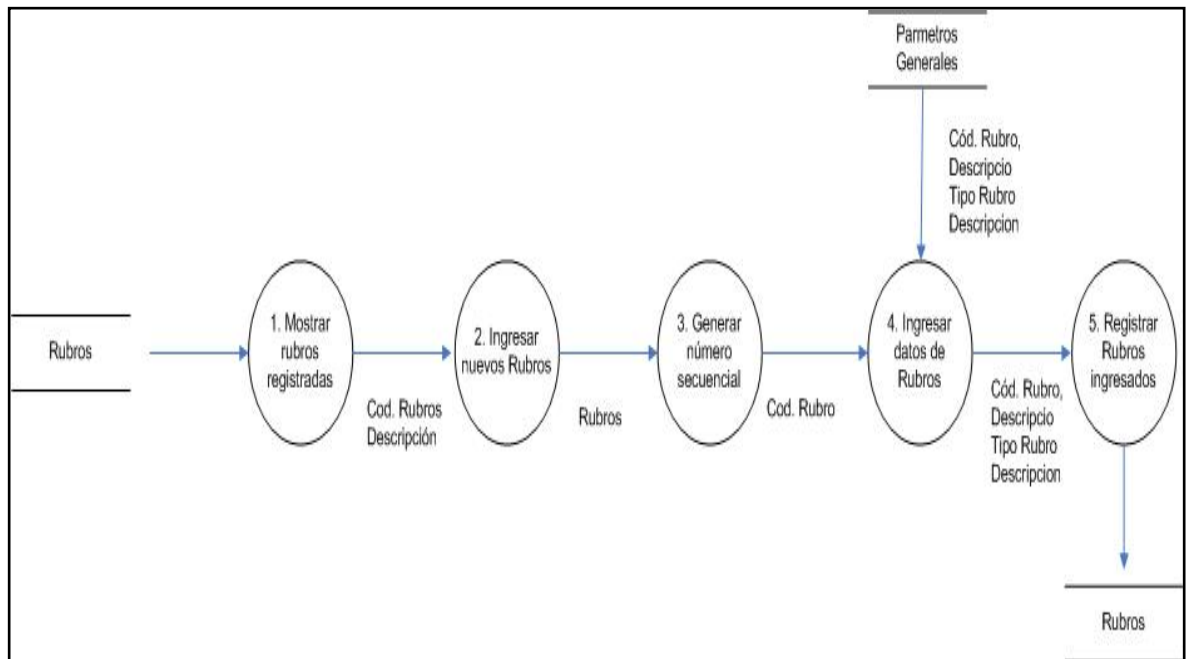 Parmetros
Generales
Cód. Rubro,
Descripcio
Tipo Rubro
Descripcion
Rubros
1. Mostrar
rubros
registradas
Cod. Rubros
Descripción
2. Ingresar
nuevos Rubros
Rubros
3. Generar
número
secuencial
Cod. Rubro
4. Ingresar
datos de
Rubros
Cód. Rubro,
Descripcio
Tipo Rubro
Descripcion
5. Registrar
Rubros
ingresados
Rubros